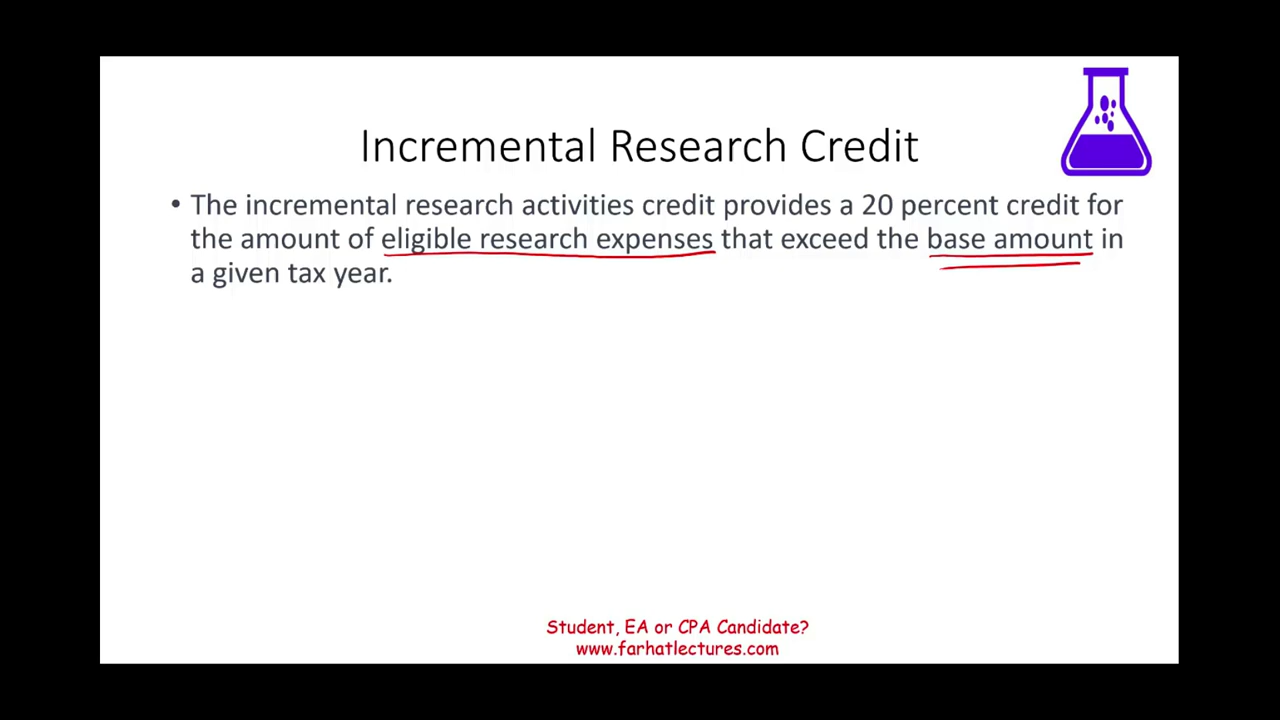 Incremental Research Credit
• The incremental research activities credit provides a 20 percent credit for
the amount of eligible research expenses that exceed the base amount in
a given tax year.
Student, EA or CPA Candidate?
www.farhatlectures.com